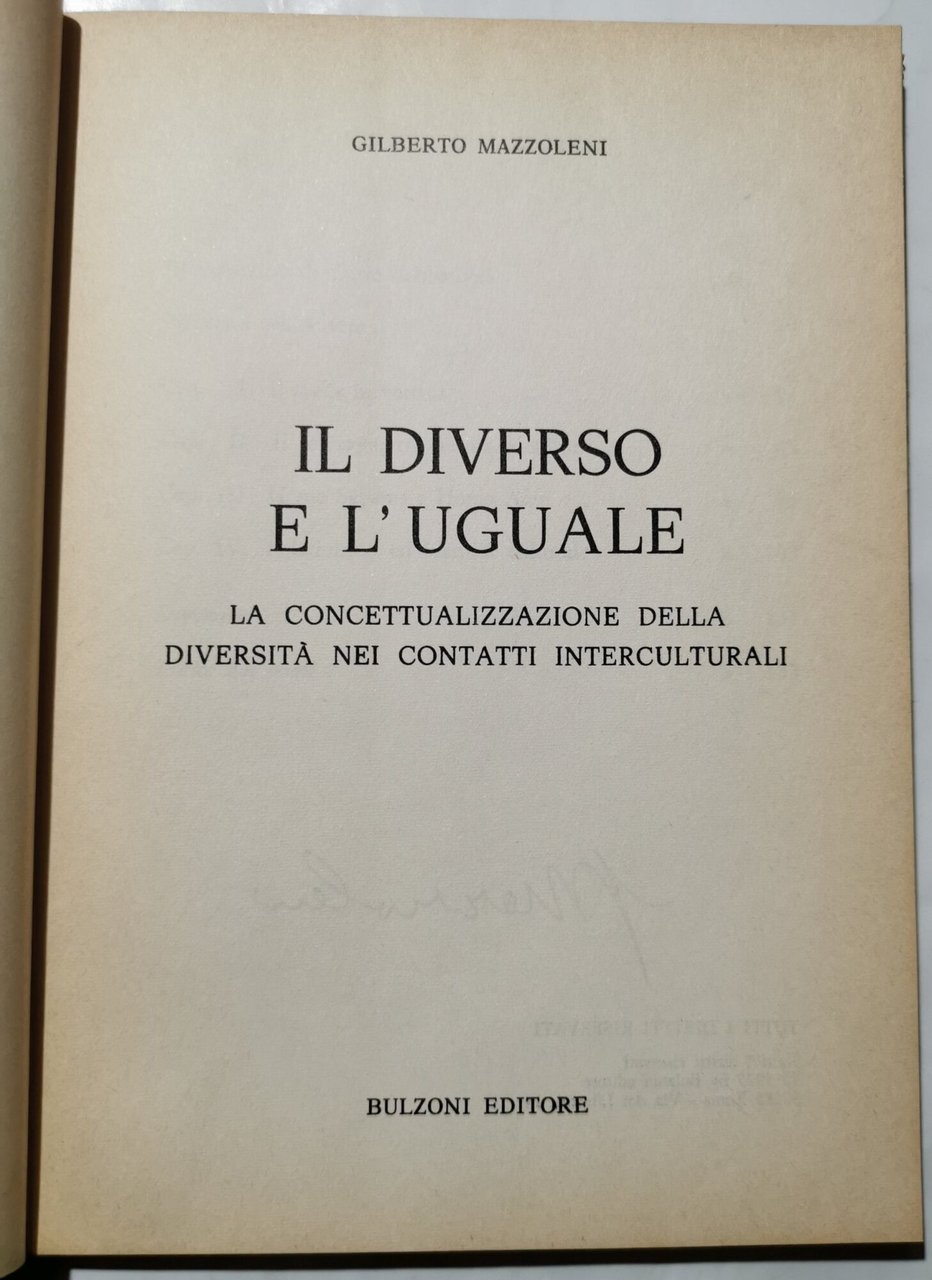 GILBERTO MAZZOLENI
IL DIVERSO
E L'UGUALE
LA CONCETTUALIZZAZIONE DELLA
DIVERSITÀ NEI CONTATTI INTERCULTURALI
BULZONI EDITORE